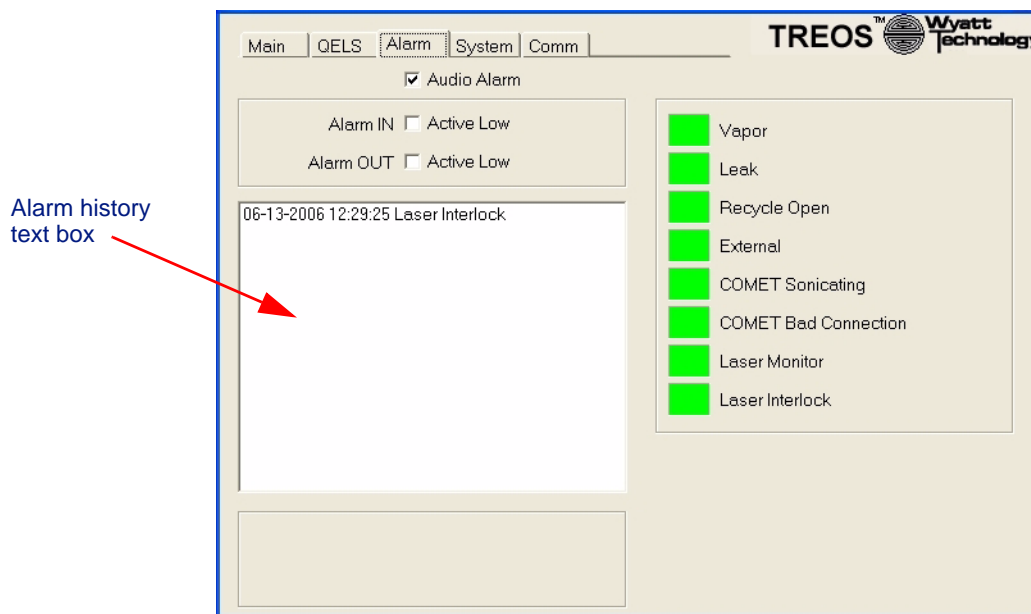 TREOS™ Wyatt Technology
Main QELS Alarm System Comm
Audio Alarm
Alarm IN Active Low
Alarm OUT Active Low
Alarm history
text box
06-13-2006 12:29:25 Laser Interlock
Vapor
Leak
Recycle Open
External
COMET Sonicating
COMET Bad Connection
Laser Monitor
Laser Interlock